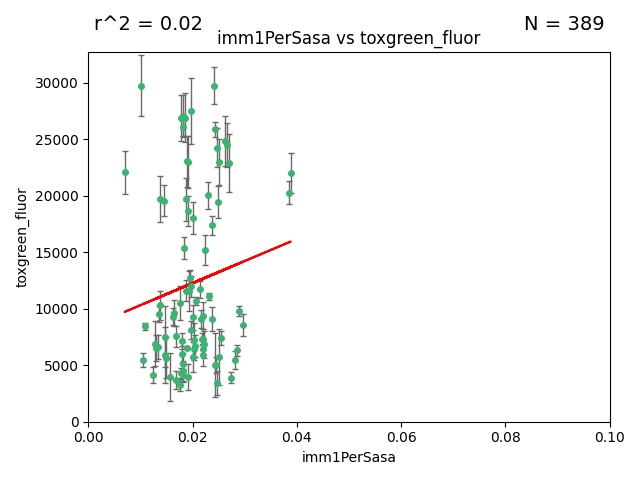 r^2 = 0.02
N = 389
imm1PerSasa vs toxgreen_fluor
toxgreen_fluor
30000
25000
20000
15000
10000
5000
0
0.00
0.02
0.04
0.06
0.08
0.10
imm1PerSasa